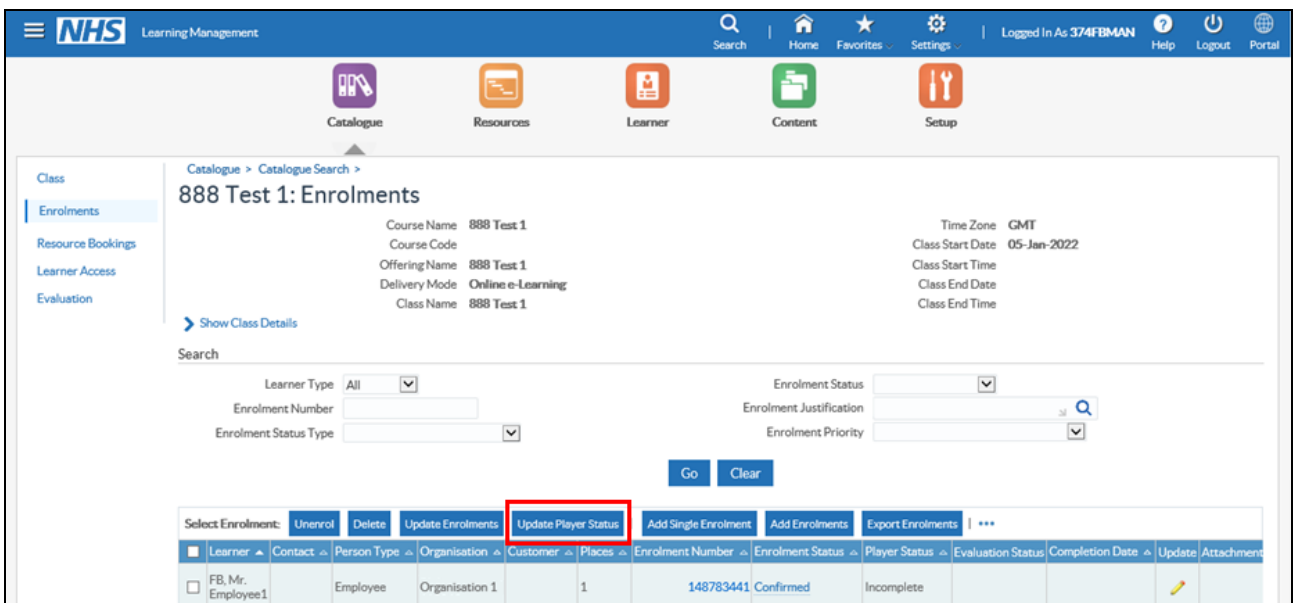 NHS Learning Management
Search | Home Favorites Settings | Logged In As 374FBMAN Help Logout Portal
Catalogue Resources Learner Content Setup
Class
Enrolments
Resource Bookings
Learner Access
Evaluation
Catalogue > Catalogue Search >
888 Test 1: Enrolments
Course Name 888 Test 1
Course Code
Offering Name 888 Test 1
Delivery Mode Online e-Learning
Class Name 888 Test 1
Time Zone GMT
Class Start Date 05-Jan-2022
Class Start Time
Class End Date
Class End Time
Show Class Details
Search
Learner Type All
Enrolment Number
Enrolment Status Type
Enrolment Status
Enrolment Justification
Enrolment Priority
Go Clear
Select Enrolment: Unenrol Delete Update Enrolments Update Player Status Add Single Enrolment Add Enrolments Export Enrolments | •••
Learner Contact Person Type Organisation Customer Places Enrolment Number Enrolment Status Player Status Evaluation Status Completion Date Update Attachment
FB, Mr. Employee1 Employee Organisation 1 1 148783441 Confirmed Incomplete